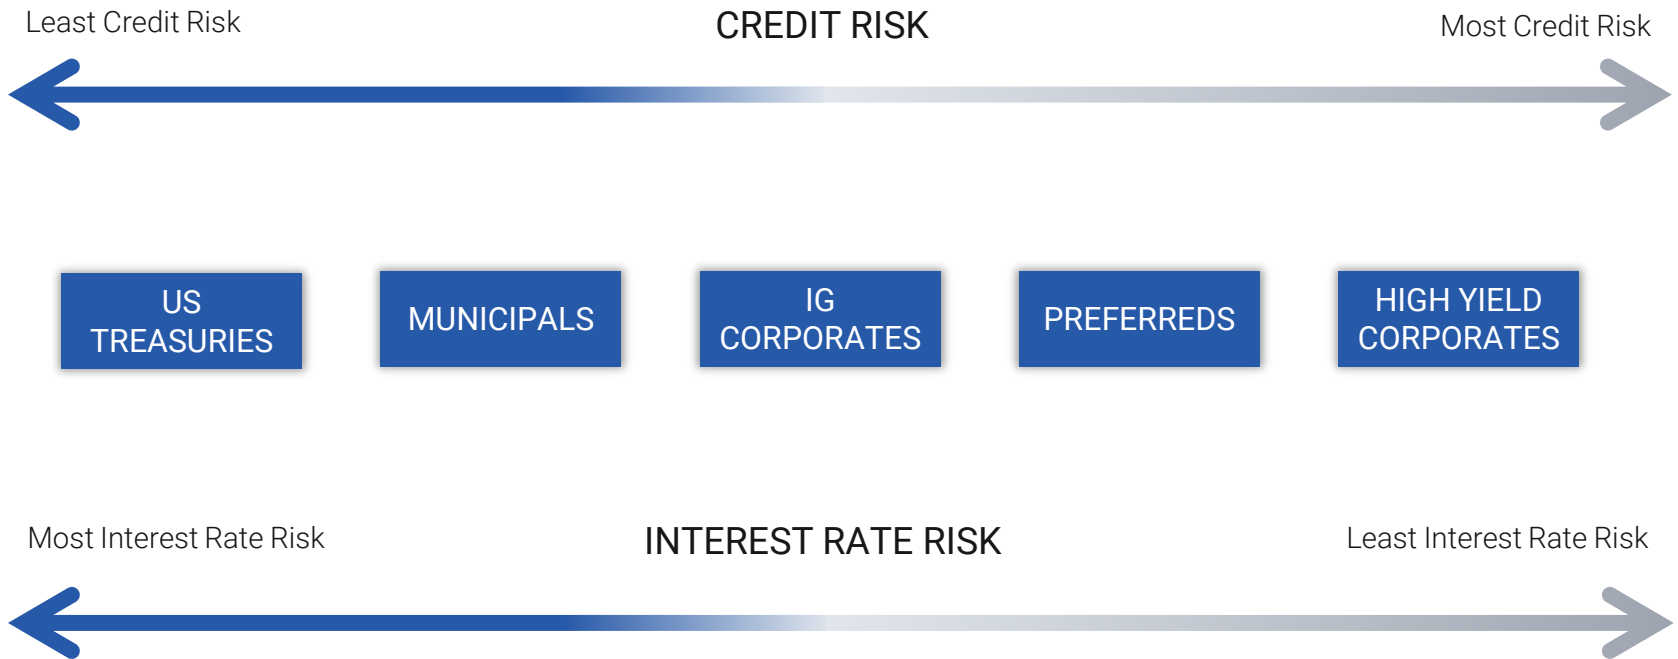 Least Credit Risk
CREDIT RISK
Most Credit Risk
US
TREASURIES
MUNICIPALS
IG
CORPORATES
PREFERREDS
HIGH YIELD
CORPORATES
Most Interest Rate Risk
INTEREST RATE RISK
Least Interest Rate Risk